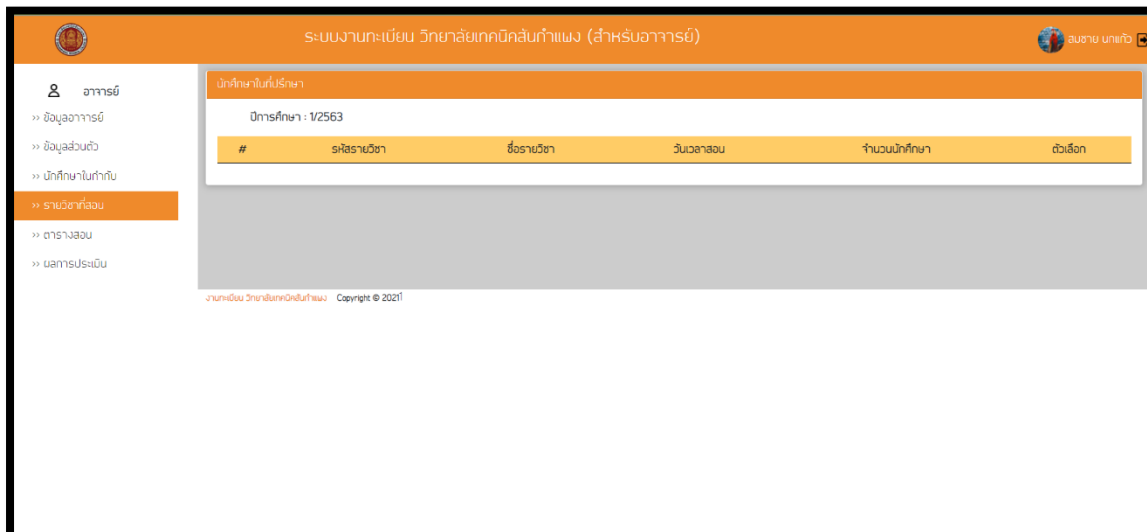 ระบบงานทะเบียน วิทยาลัยเทคนิคสันกำแพง (สำหรับอาจารย์)
สมชาย นกแก้ว
อาจารย์
›› ข้อมูลอาจารย์
›› ข้อมูลส่วนตัว
›› นักศึกษาในกำกับ
›› รายวิชาที่สอน
›› ตารางสอน
›› ผลการประเมิน
นักศึกษาในที่ปรึกษา
ปีการศึกษา : 1/2563
# รหัสรายวิชา ชื่อรายวิชา วันเวลาสอน จำนวนนักศึกษา ตัวเลือก
งานทะเบียน วิทยาลัยเทคนิคสันกำแพง Copyright © 2021ใ